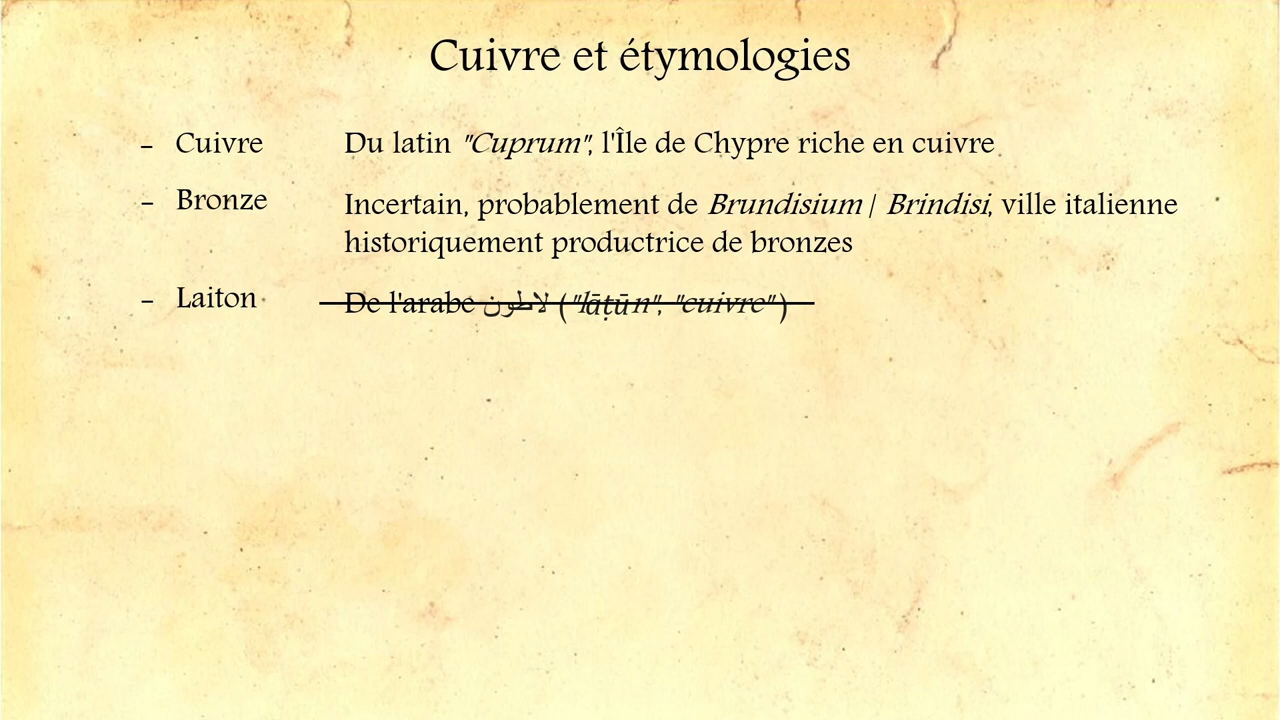 Cuivre et étymologies
– Cuivre Du latin "Cuprum", l'Île de Chypre riche en cuivre
– Bronze Incertain, probablement de Brundisium / Brindisi, ville italienne
historiquement productrice de bronzes
– Laiton De l'arabe لاطون ("lāṭūn", "cuivre")